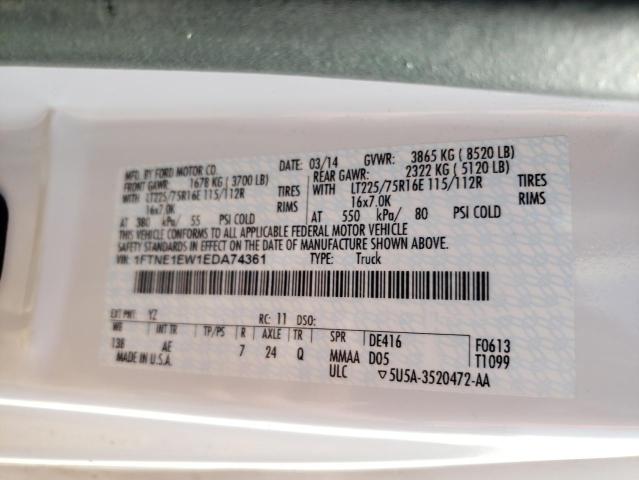 MFD. BY FORD MOTOR CO.
DATE: 03/14 GVWR: 3865 KG ( 8520 LB)
FRONT GAWR: 1678 KG ( 3700 LB)
REAR GAWR: 2322 KG ( 5120 LB)
WITH LT225/75R16E 115/112R TIRES
WITH LT225/75R16E 115/112R TIRES
16x7.0K RIMS
16x7.0K RIMS
AT 380 kPa/ 55 PSI COLD
AT 550 kPa/ 80 PSI COLD
THIS VEHICLE CONFORMS TO ALL APPLICABLE FEDERAL MOTOR VEHICLE
SAFETY STANDARDS IN EFFECT ON THE DATE OF MANUFACTURE SHOWN ABOVE.
VIN: 1FTNE1EW1EDA74361 TYPE: Truck
EXT PNT: YZ RC: 11 DSO:
WB INT TR TP/PS R AXLE TR SPR DE416 F0613
138 AE 7 24 Q MMAA D05 T1099
MADE IN U.S.A. ULC ▽5U5A-3520472-AA